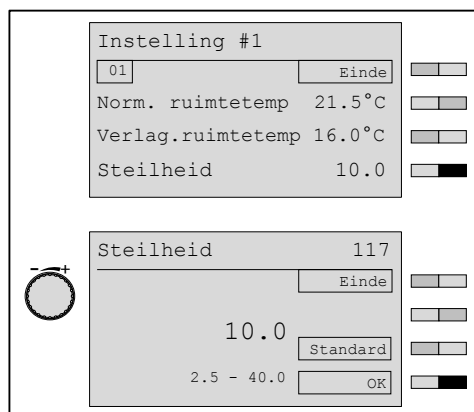 Instelling #1
01 Einde
Norm. ruimtetemp 21.5°C
Verlag.ruimtetemp 16.0°C
Steilheid 10.0
Steilheid 117
- +
Einde
10.0
Standard
2.5 - 40.0 OK